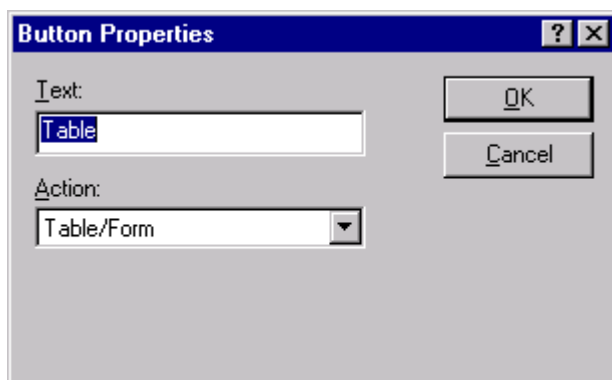 Button Properties
Text:
OK
Table
Cancel
Action:
Table/Form